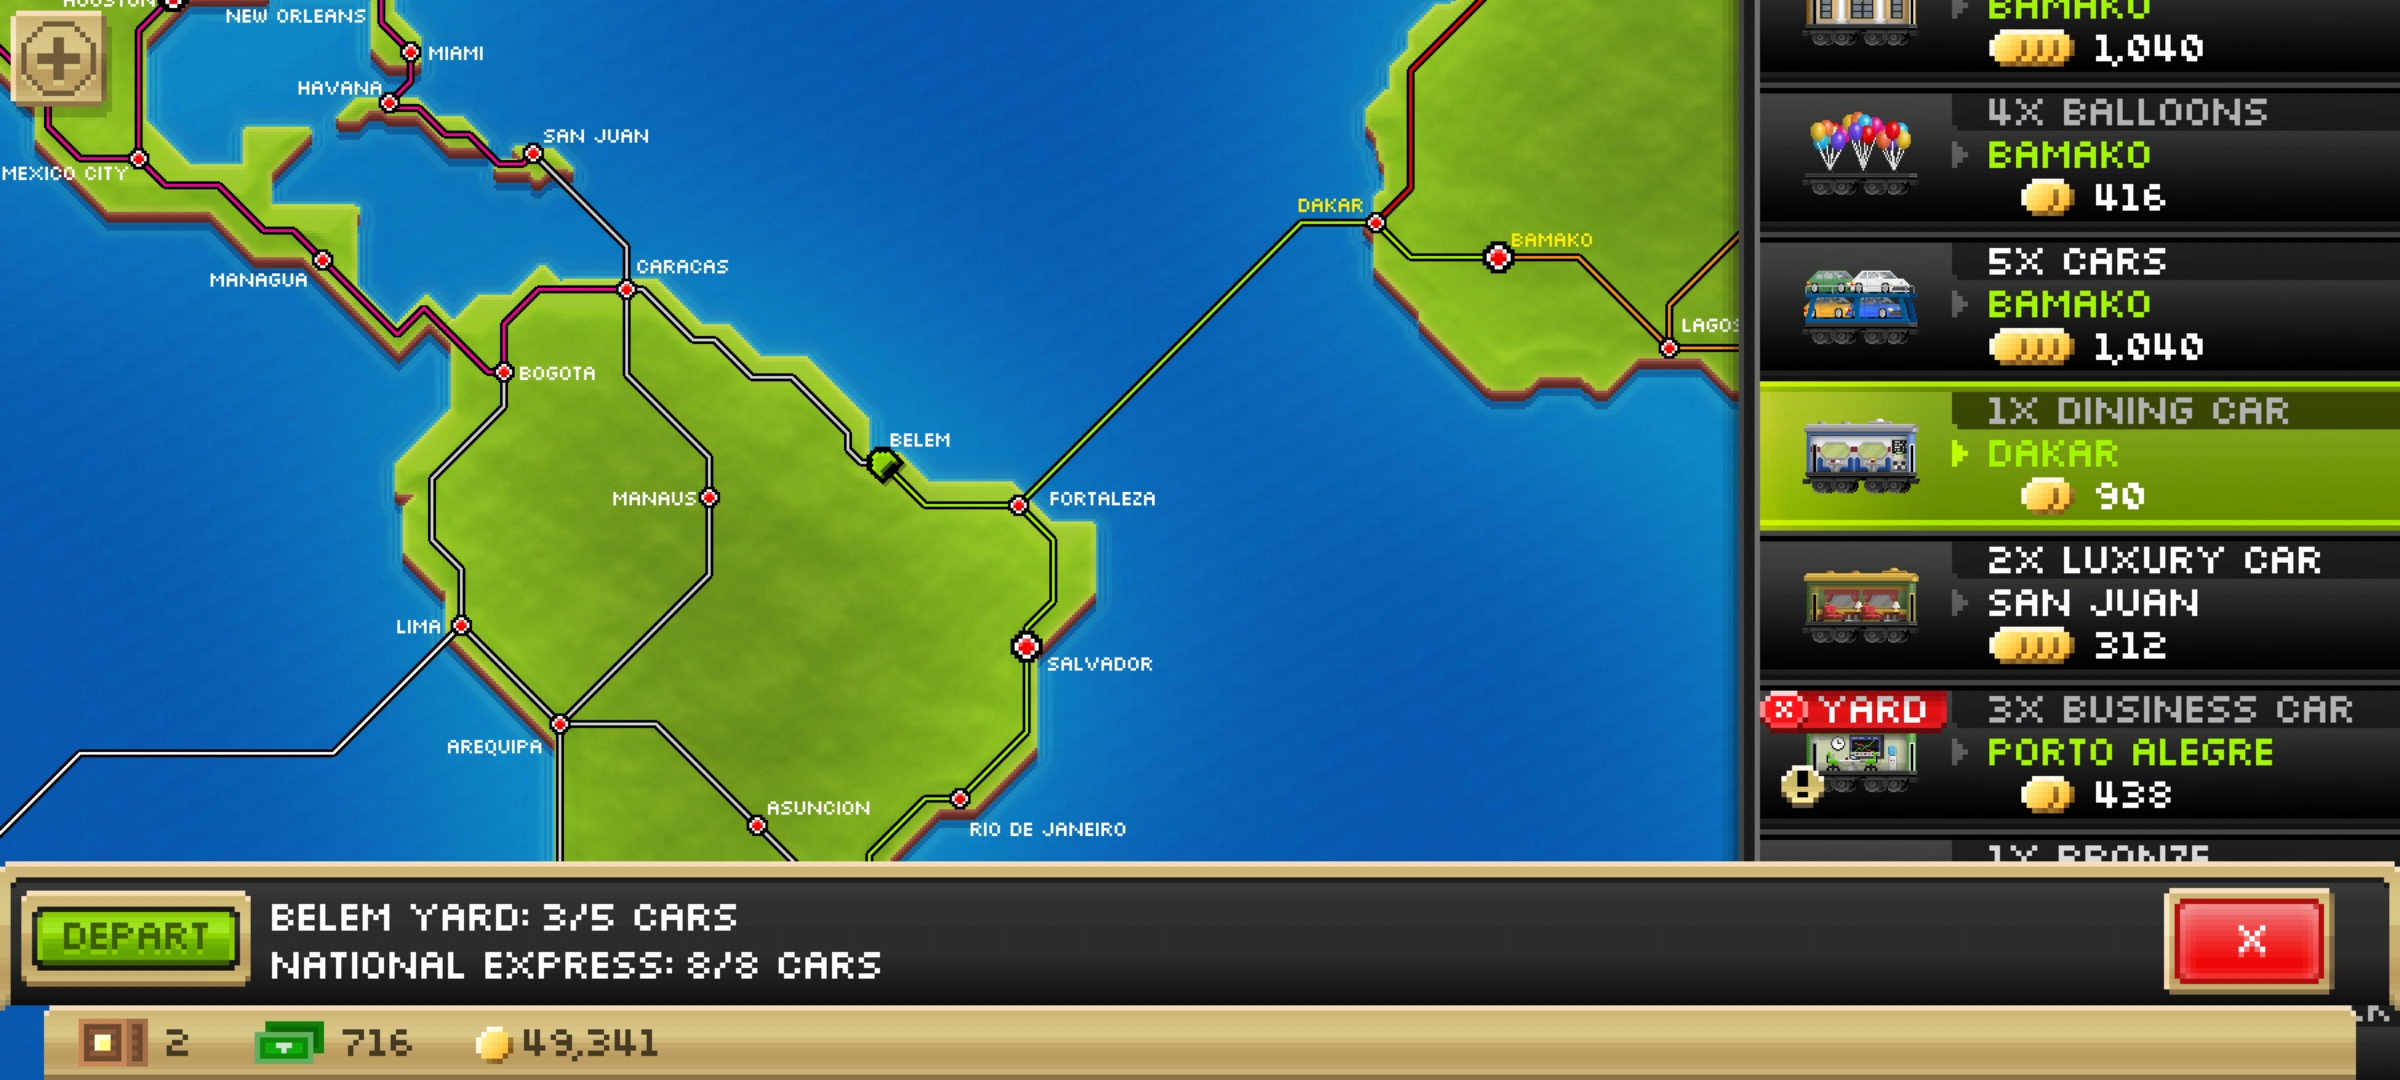 HOUSTON
NEW ORLEANS
MIAMI
HAVANA
SAN JUAN
MEXICO CITY
MANAGUA
CARACAS
BOGOTA
BELEM
MANAUS
FORTALEZA
LIMA
SALVADOR
AREQUIPA
ASUNCION
RIO DE JANEIRO
DAKAR
BAMAKO
LAGOS
BAMAKO
1,040
4X BALLOONS
BAMAKO
416
5X CARS
BAMAKO
1,040
1X DINING CAR
DAKAR
90
2X LUXURY CAR
SAN JUAN
312
YARD
3X BUSINESS CAR
PORTO ALEGRE
438
1X BRONZE
DEPART
BELEM YARD: 3/5 CARS
NATIONAL EXPRESS: 8/8 CARS
X
2
716
49,341